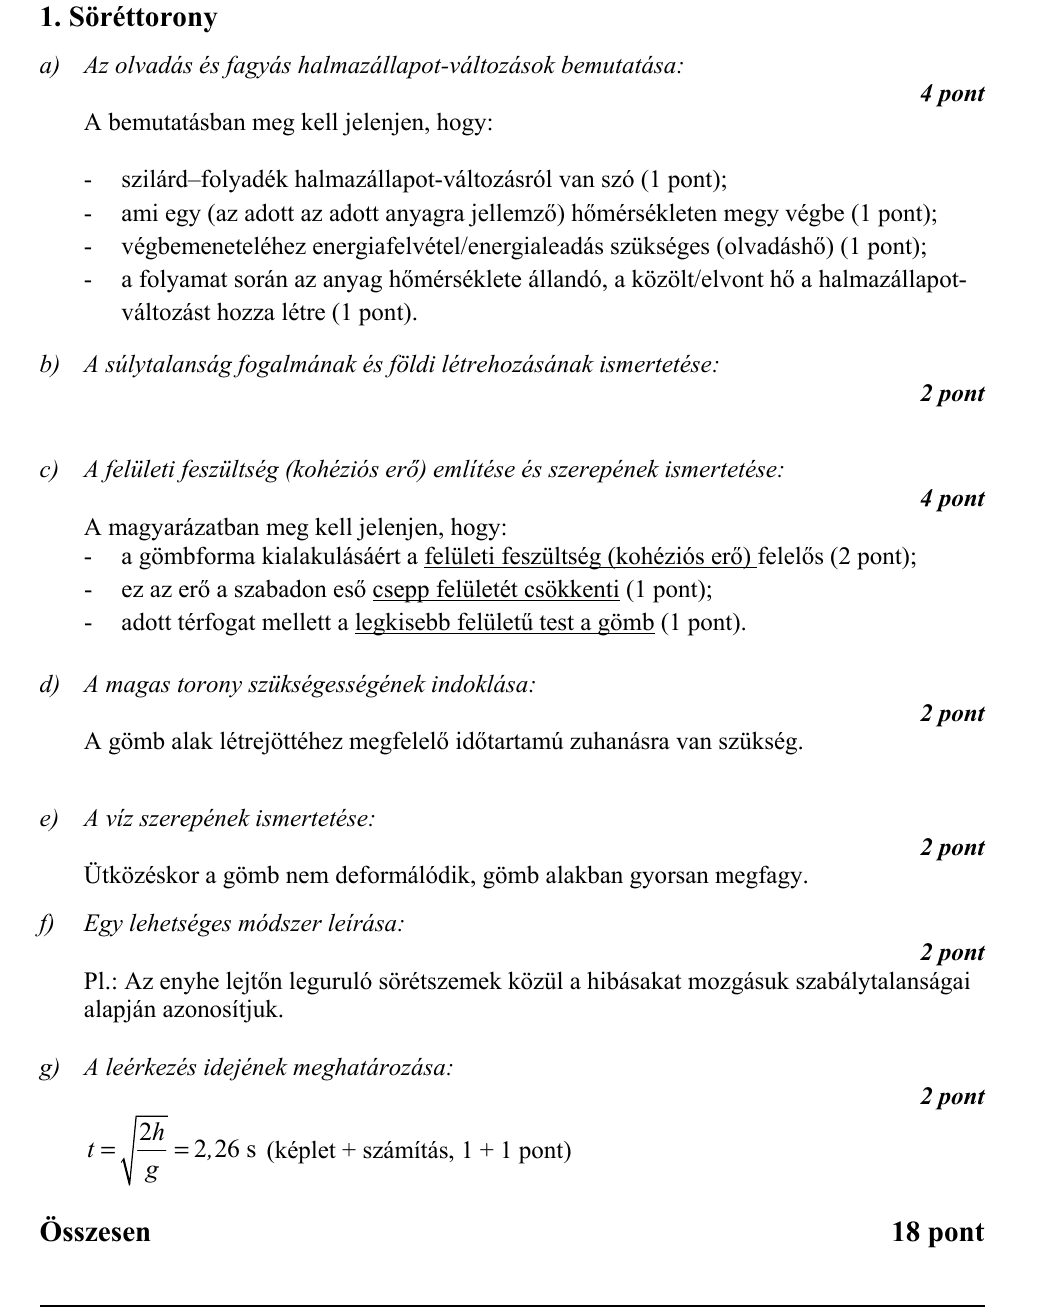 1. Söréttorony
a) Az olvadás és fagyás halmazállapot-változások bemutatása:
4 pont
A bemutatásban meg kell jelenjen, hogy:
- szilárd–folyadék halmazállapot-változásról van szó (1 pont);
- ami egy (az adott az adott anyagra jellemző) hőmérsékleten megy végbe (1 pont);
- végbemeneteléhez energiafelvétel/energialeadás szükséges (olvadáshő) (1 pont);
- a folyamat során az anyag hőmérséklete állandó, a közölt/elvont hő a halmazállapot-
változást hozza létre (1 pont).
b) A súlytalanság fogalmának és földi létrehozásának ismertetése:
2 pont
c) A felületi feszültség (kohéziós erő) említése és szerepének ismertetése:
4 pont
A magyarázatban meg kell jelenjen, hogy:
- a gömbforma kialakulásáért a felületi feszültség (kohéziós erő) felelős (2 pont);
- ez az erő a szabadon eső csepp felületét csökkenti (1 pont);
- adott térfogat mellett a legkisebb felületű test a gömb (1 pont).
d) A magas torony szükségességének indoklása:
2 pont
A gömb alak létrejöttéhez megfelelő időtartamú zuhanásra van szükség.
e) A víz szerepének ismertetése:
2 pont
Ütközéskor a gömb nem deformálódik, gömb alakban gyorsan megfagy.
f) Egy lehetséges módszer leírása:
2 pont
Pl.: Az enyhe lejtőn leguruló sörétszemek közül a hibásakat mozgásuk szabálytalanságai
alapján azonosítjuk.
g) A leérkezés idejének meghatározása:
2 pont
t = √(2h/g) = 2,26 s (képlet + számítás, 1 + 1 pont)
Összesen 18 pont